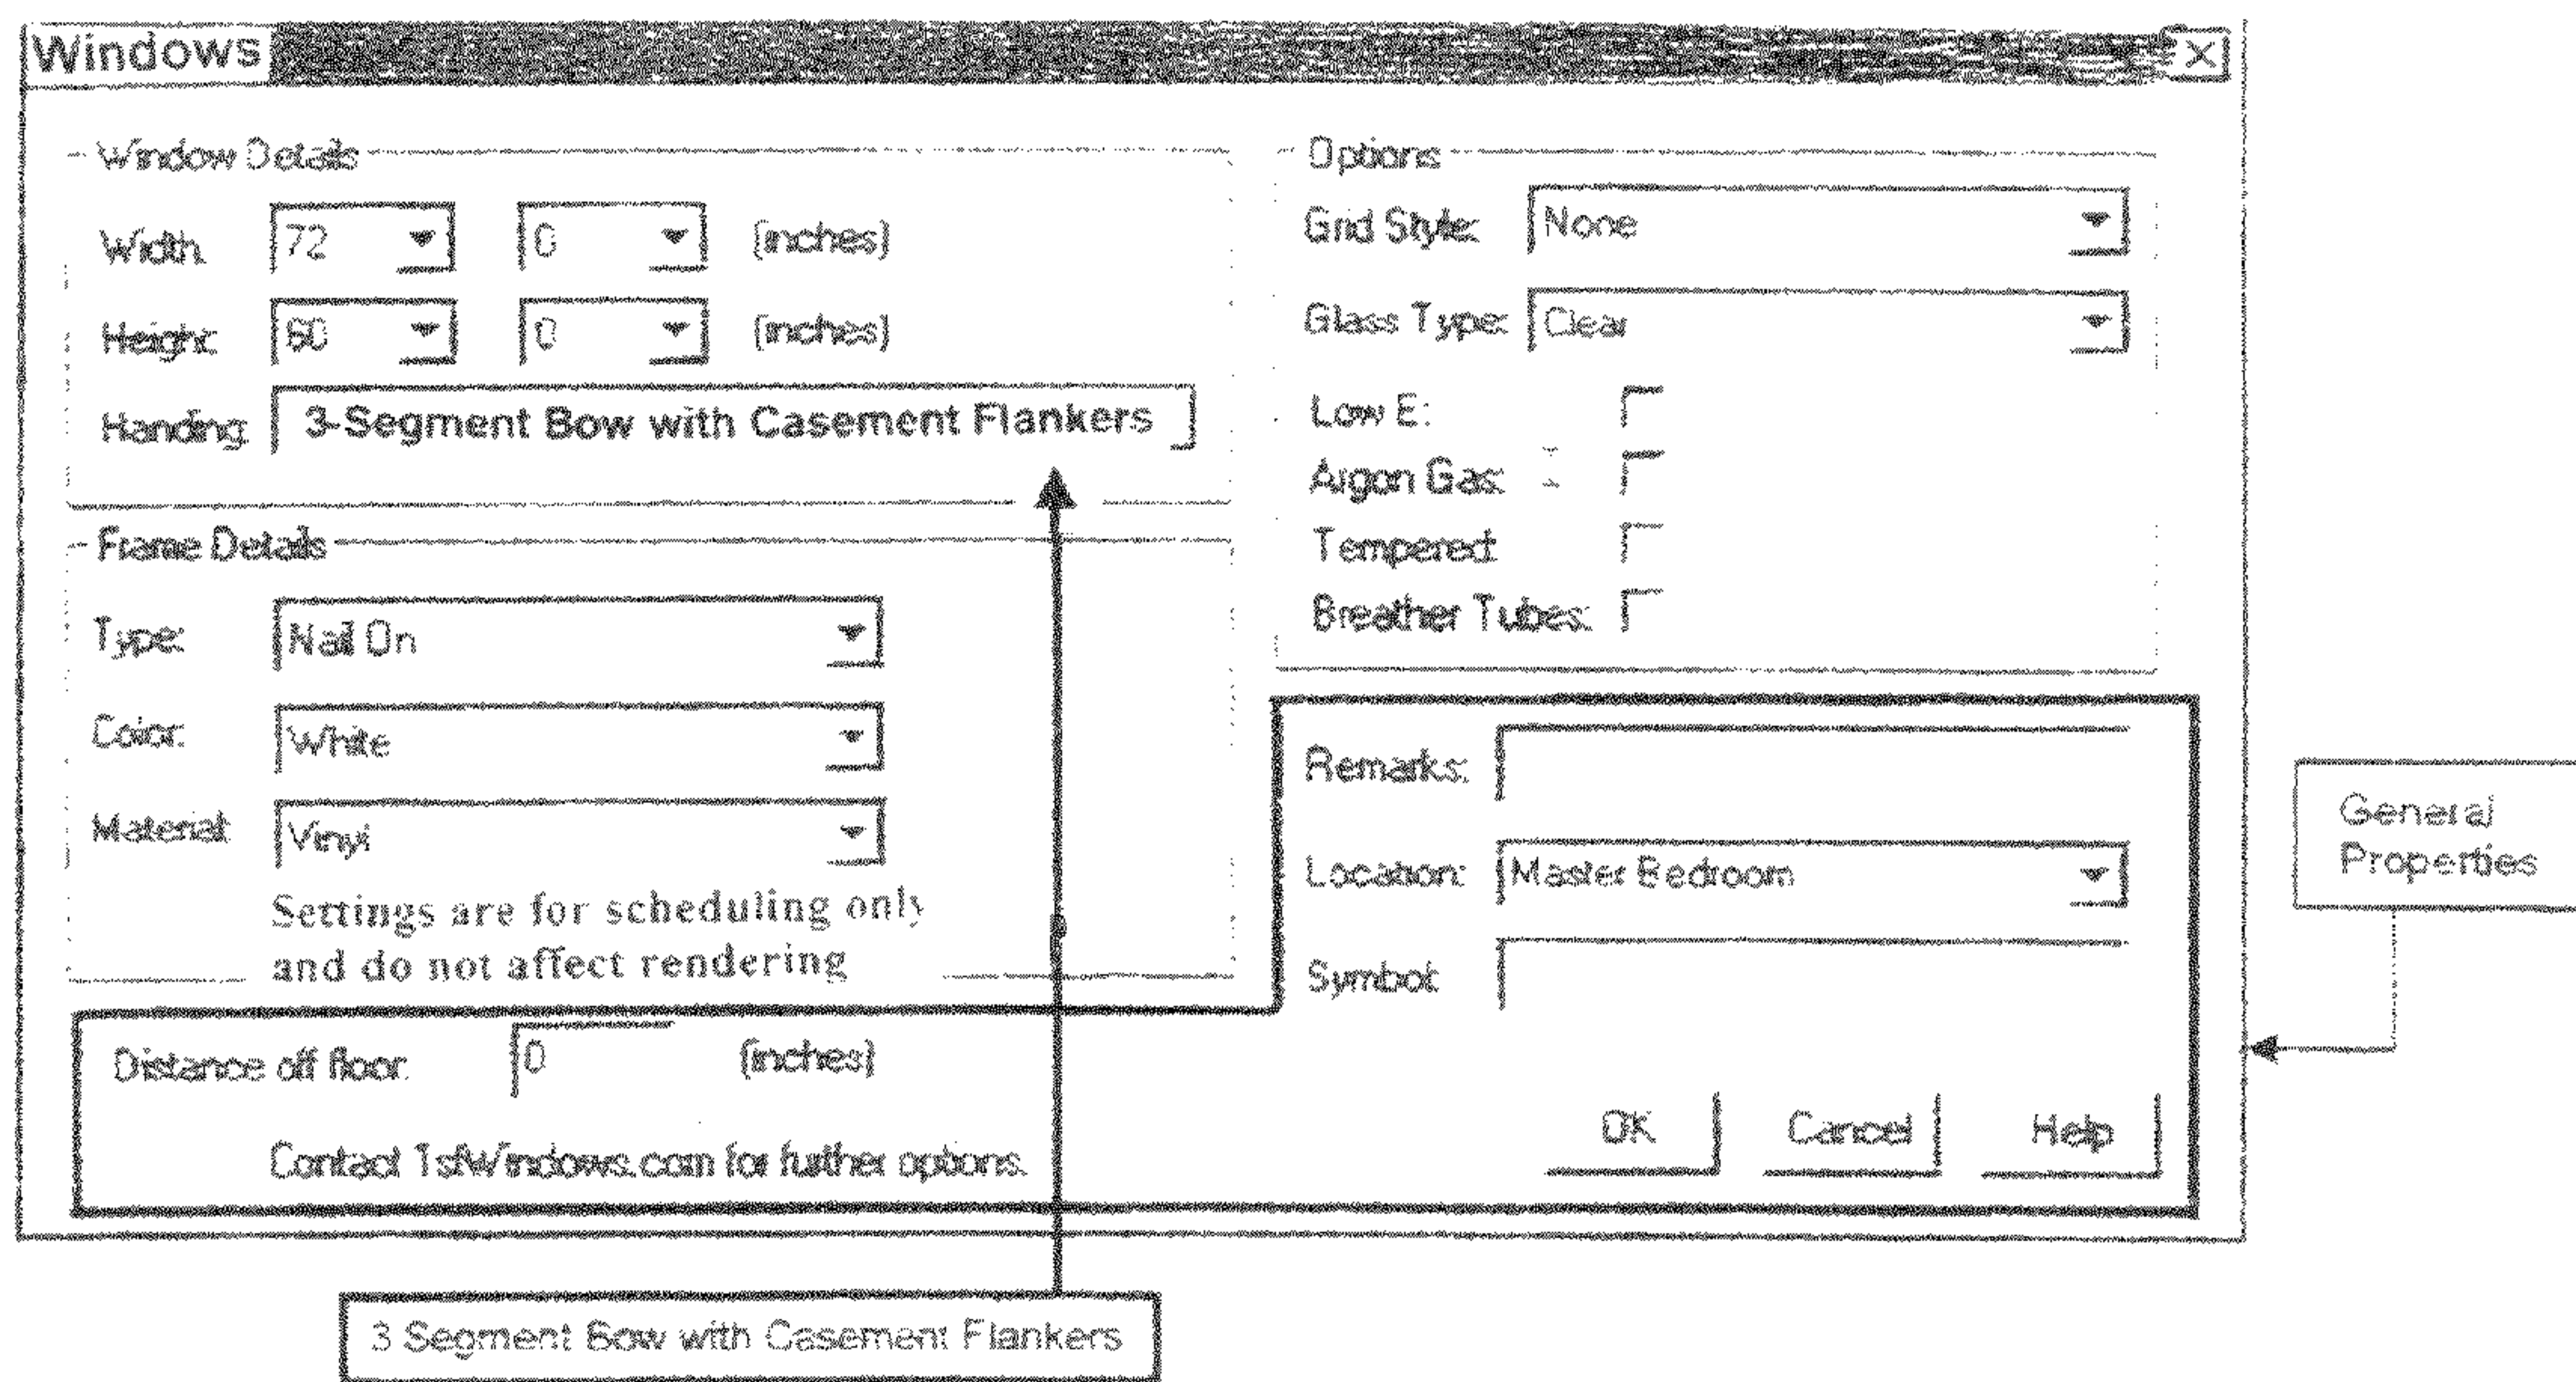 Windows
Window Details
Width: 72 0 (inches)
Height: 60 0 (inches)
Handing: 3-Segment Bow with Casement Flankers
Frame Details
Type: Nail On
Color: White
Material: Vinyl
Settings are for scheduling only
and do not affect rendering
Distance off floor: 0 (inches)
Contact 1stWindows.com for further options.
Options
Grid Style: None
Glass Type: Clear
Low E:
Argon Gas:
Tempered:
Breather Tubes:
Remarks:
Location: Master Bedroom
Symbol:
OK Cancel Help
General
Properties
3 Segment Bow with Casement Flankers